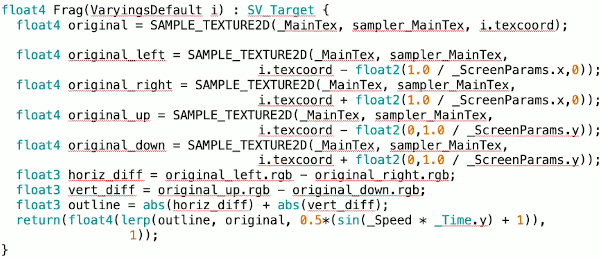 float4 Frag(VaryingsDefault i) : SV_Target {
float4 original = SAMPLE_TEXTURE2D(_MainTex, sampler_MainTex, i.texcoord);
float4 original_left = SAMPLE_TEXTURE2D(_MainTex, sampler_MainTex,
i.texcoord - float2(1.0 / _ScreenParams.x,0));
float4 original_right = SAMPLE_TEXTURE2D(_MainTex, sampler_MainTex,
i.texcoord + float2(1.0 / _ScreenParams.x,0));
float4 original_up = SAMPLE_TEXTURE2D(_MainTex, sampler_MainTex,
i.texcoord - float2(0,1.0 / _ScreenParams.y));
float4 original_down = SAMPLE_TEXTURE2D(_MainTex, sampler_MainTex,
i.texcoord + float2(0,1.0 / _ScreenParams.y));
float3 horiz_diff = original_left.rgb - original_right.rgb;
float3 vert_diff = original_up.rgb - original_down.rgb;
float3 outline = abs(horiz_diff) + abs(vert_diff);
return(float4(lerp(outline, original, 0.5*(sin(_Speed * _Time.y) + 1)),
1));
}